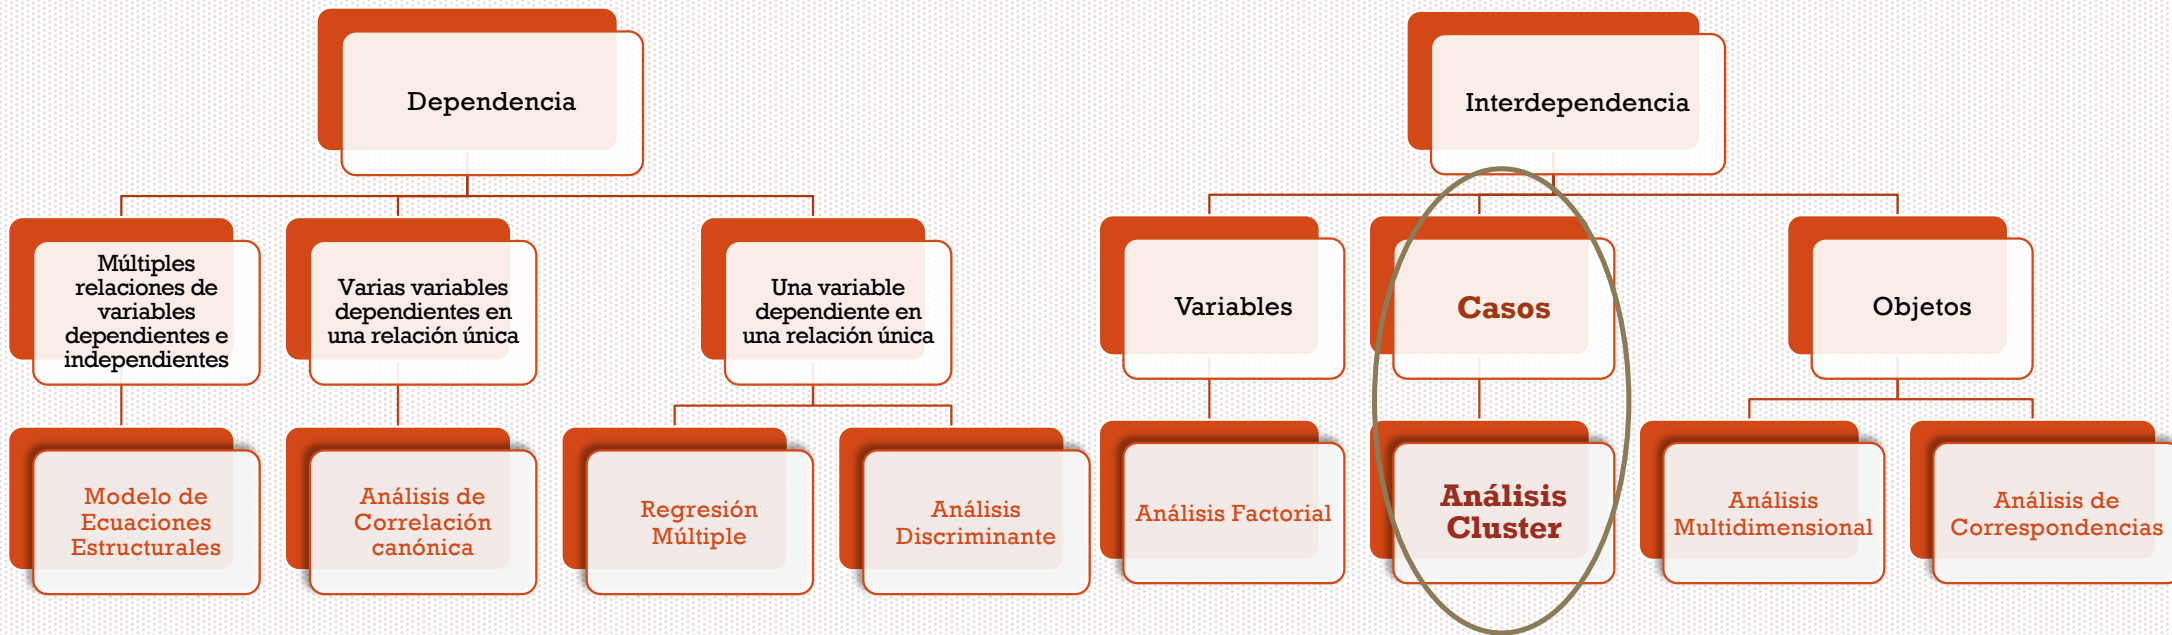 Dependencia
Interdependencia
Múltiples
relaciones de
variables
dependientes e
independientes
Varias variables
dependientes en
una relación única
Una variable
dependiente en
una relación única
Variables
Casos
Objetos
Modelo de
Ecuaciones
Estructurales
Análisis de
Correlación
canónica
Regresión
Múltiple
Análisis
Discriminante
Análisis Factorial
Análisis
Cluster
Análisis
Multidimensional
Análisis de
Correspondencias